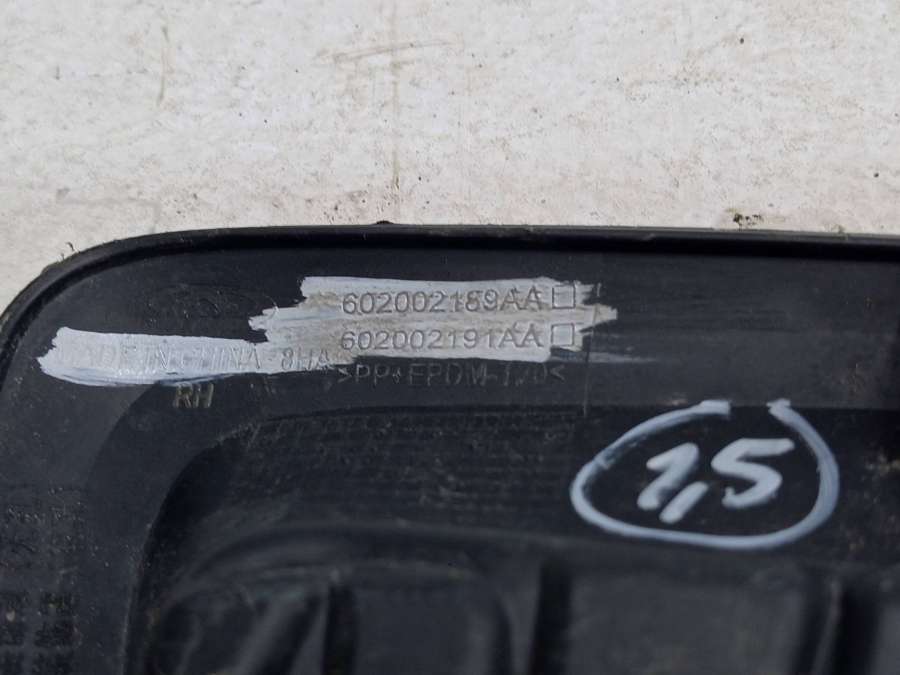 602002189AA□
602002191AA□
MADE IN CHINA 8HA
>PP+EPDM-T20<
RH
1,5